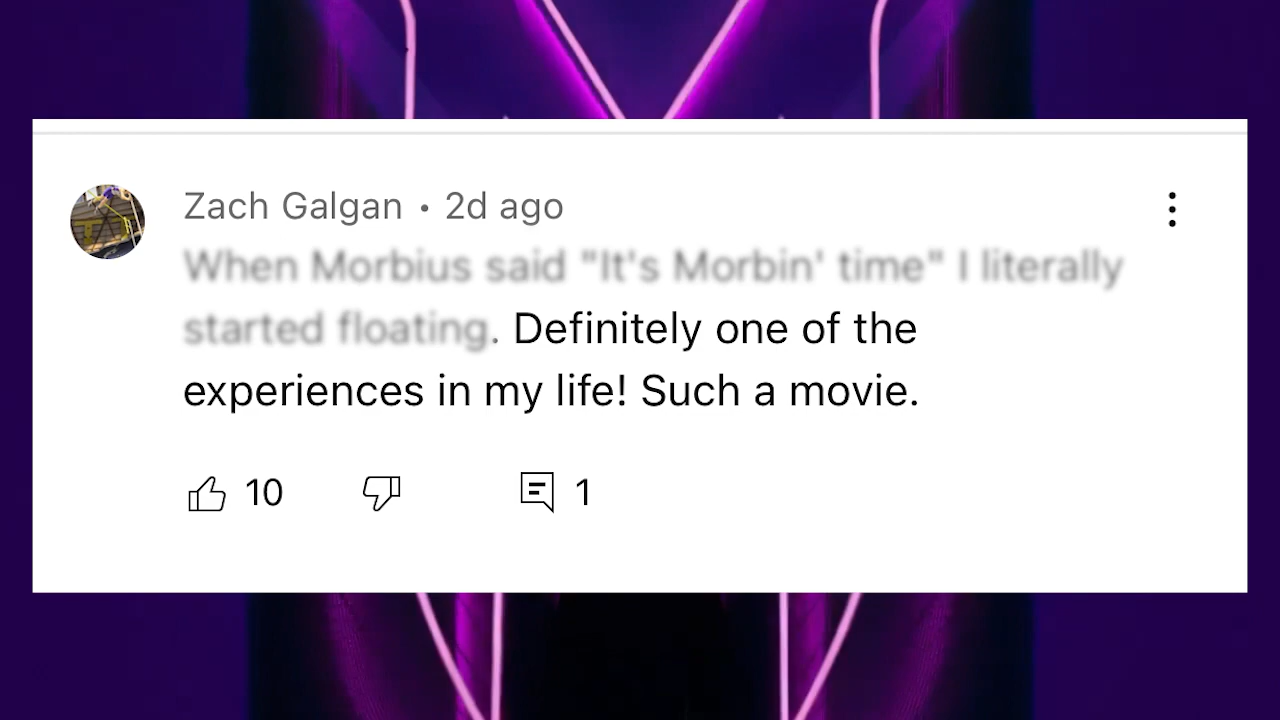 Zach Galgan • 2d ago
When Morbius said "It's Morbin' time" I literally
started floating. Definitely one of the
experiences in my life! Such a movie.
10 1